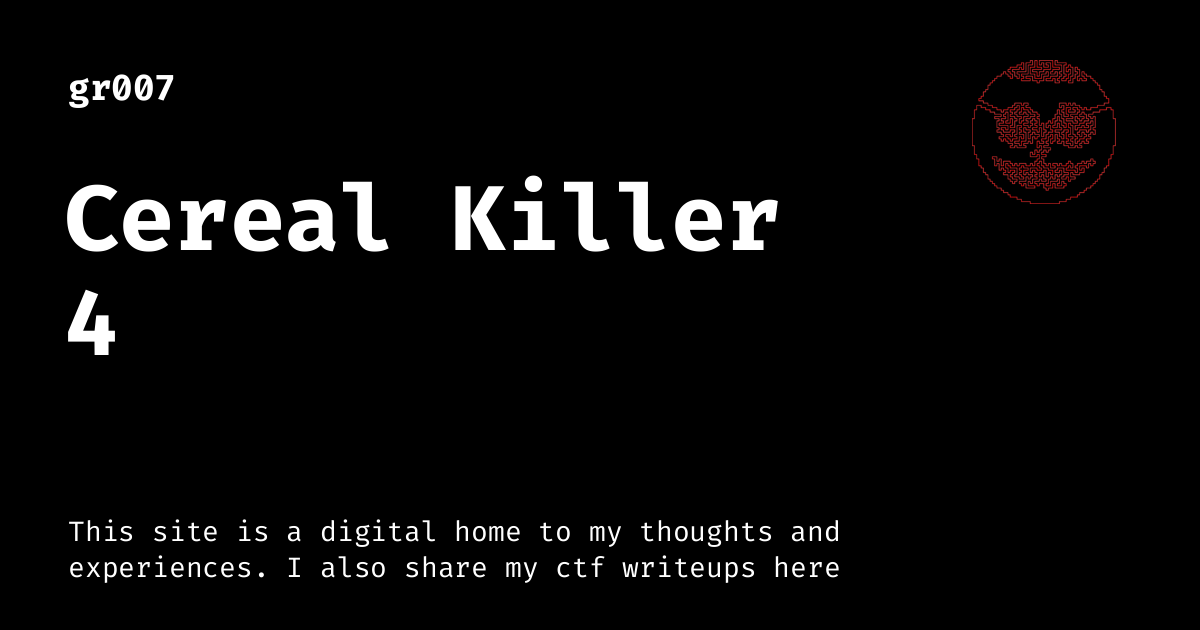 gr007
Cereal Killer
4
This site is a digital home to my thoughts and
experiences. I also share my ctf writeups here